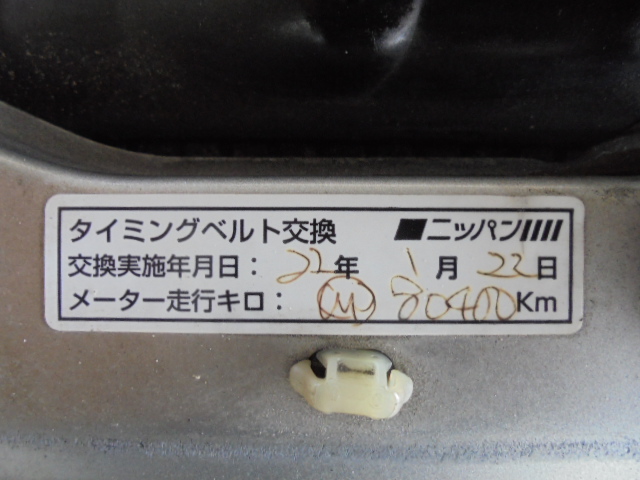 タイミングベルト交換 ニッパン
交換実施年月日： 22年 1月 22日
メーター走行キロ： M 80400Km